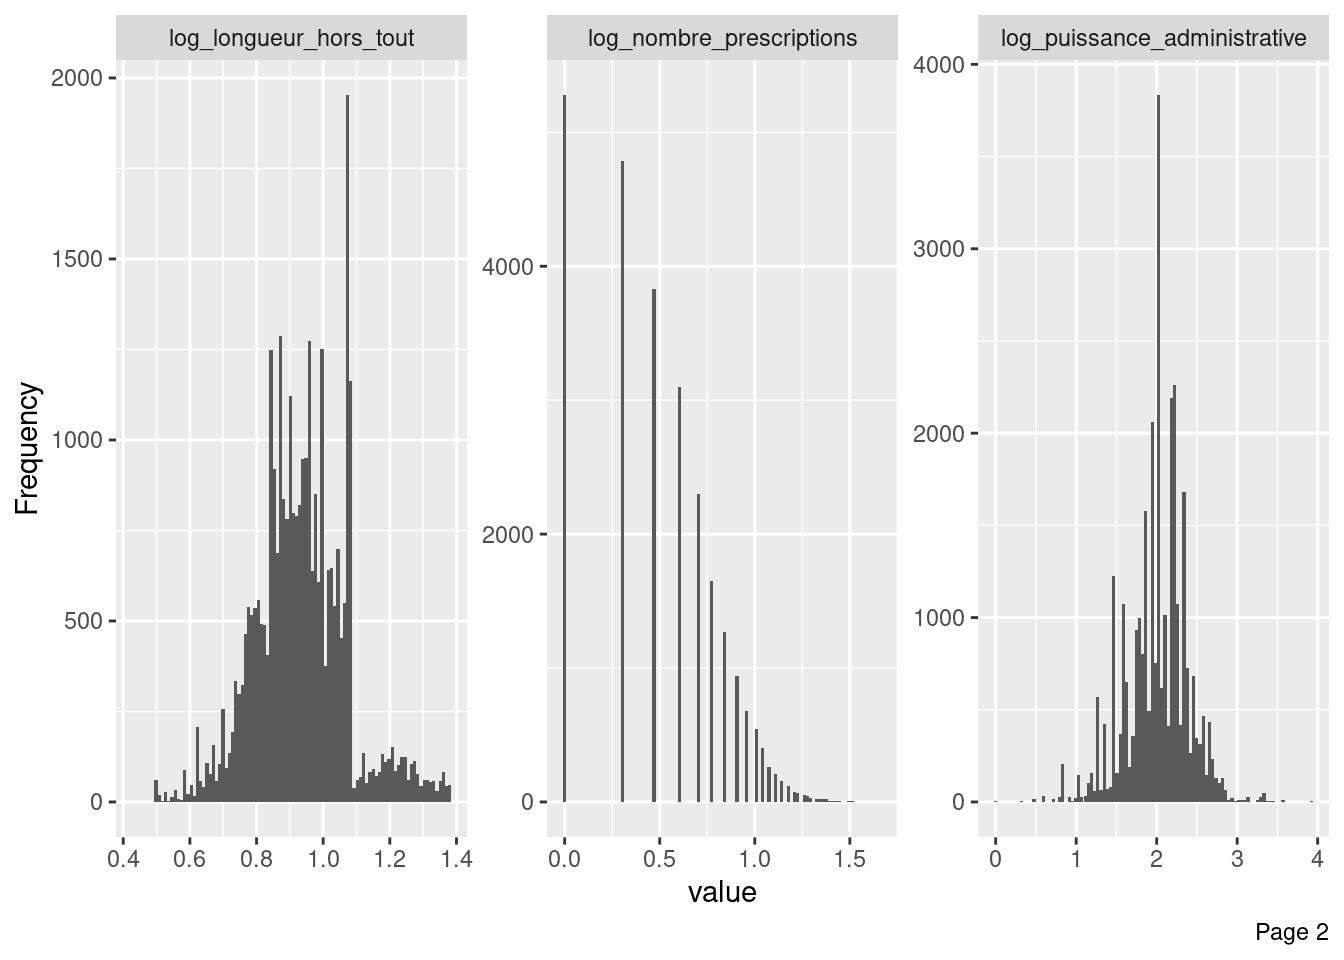 log_longueur_hors_tout log_nombre_prescriptions log_puissance_administrative
2000
1500
1000
500
0
4000
2000
0
4000
3000
2000
1000
0
Frequency
0.4 0.6 0.8 1.0 1.2 1.4 0.0 0.5 1.0 1.5 0 1 2 3 4
value
Page 2